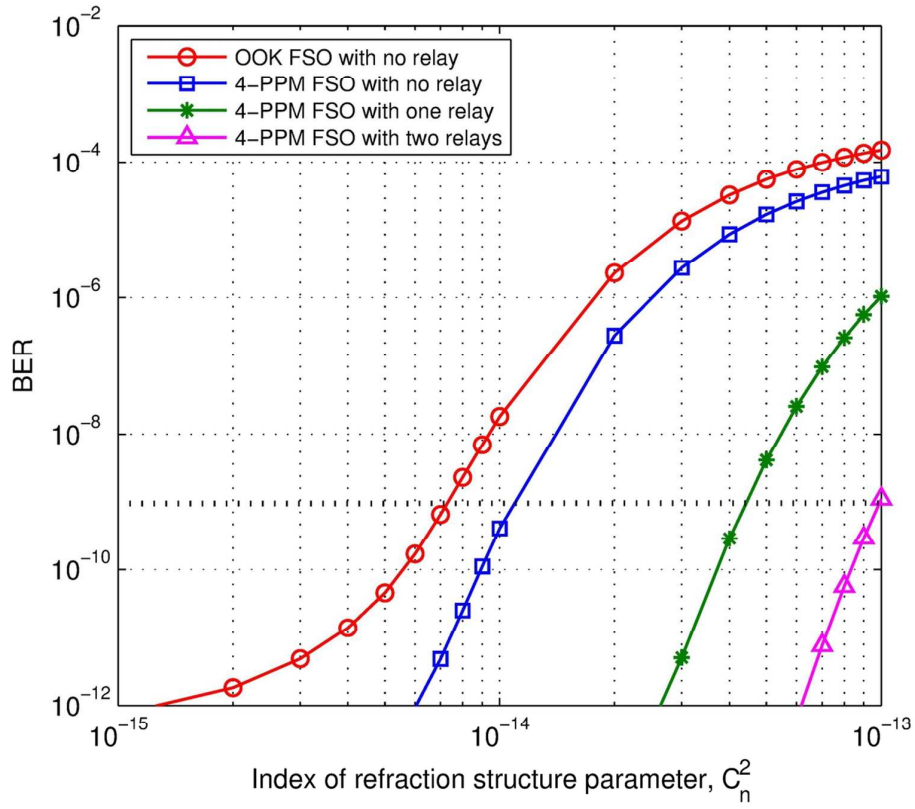 10⁻²
OOK FSO with no relay
4-PPM FSO with no relay
4-PPM FSO with one relay
4-PPM FSO with two relays
10⁻⁴
10⁻⁶
BER
10⁻⁸
10⁻¹⁰
10⁻¹²
10⁻¹⁵ 10⁻¹⁴ 10⁻¹³
Index of refraction structure parameter, Cₙ²